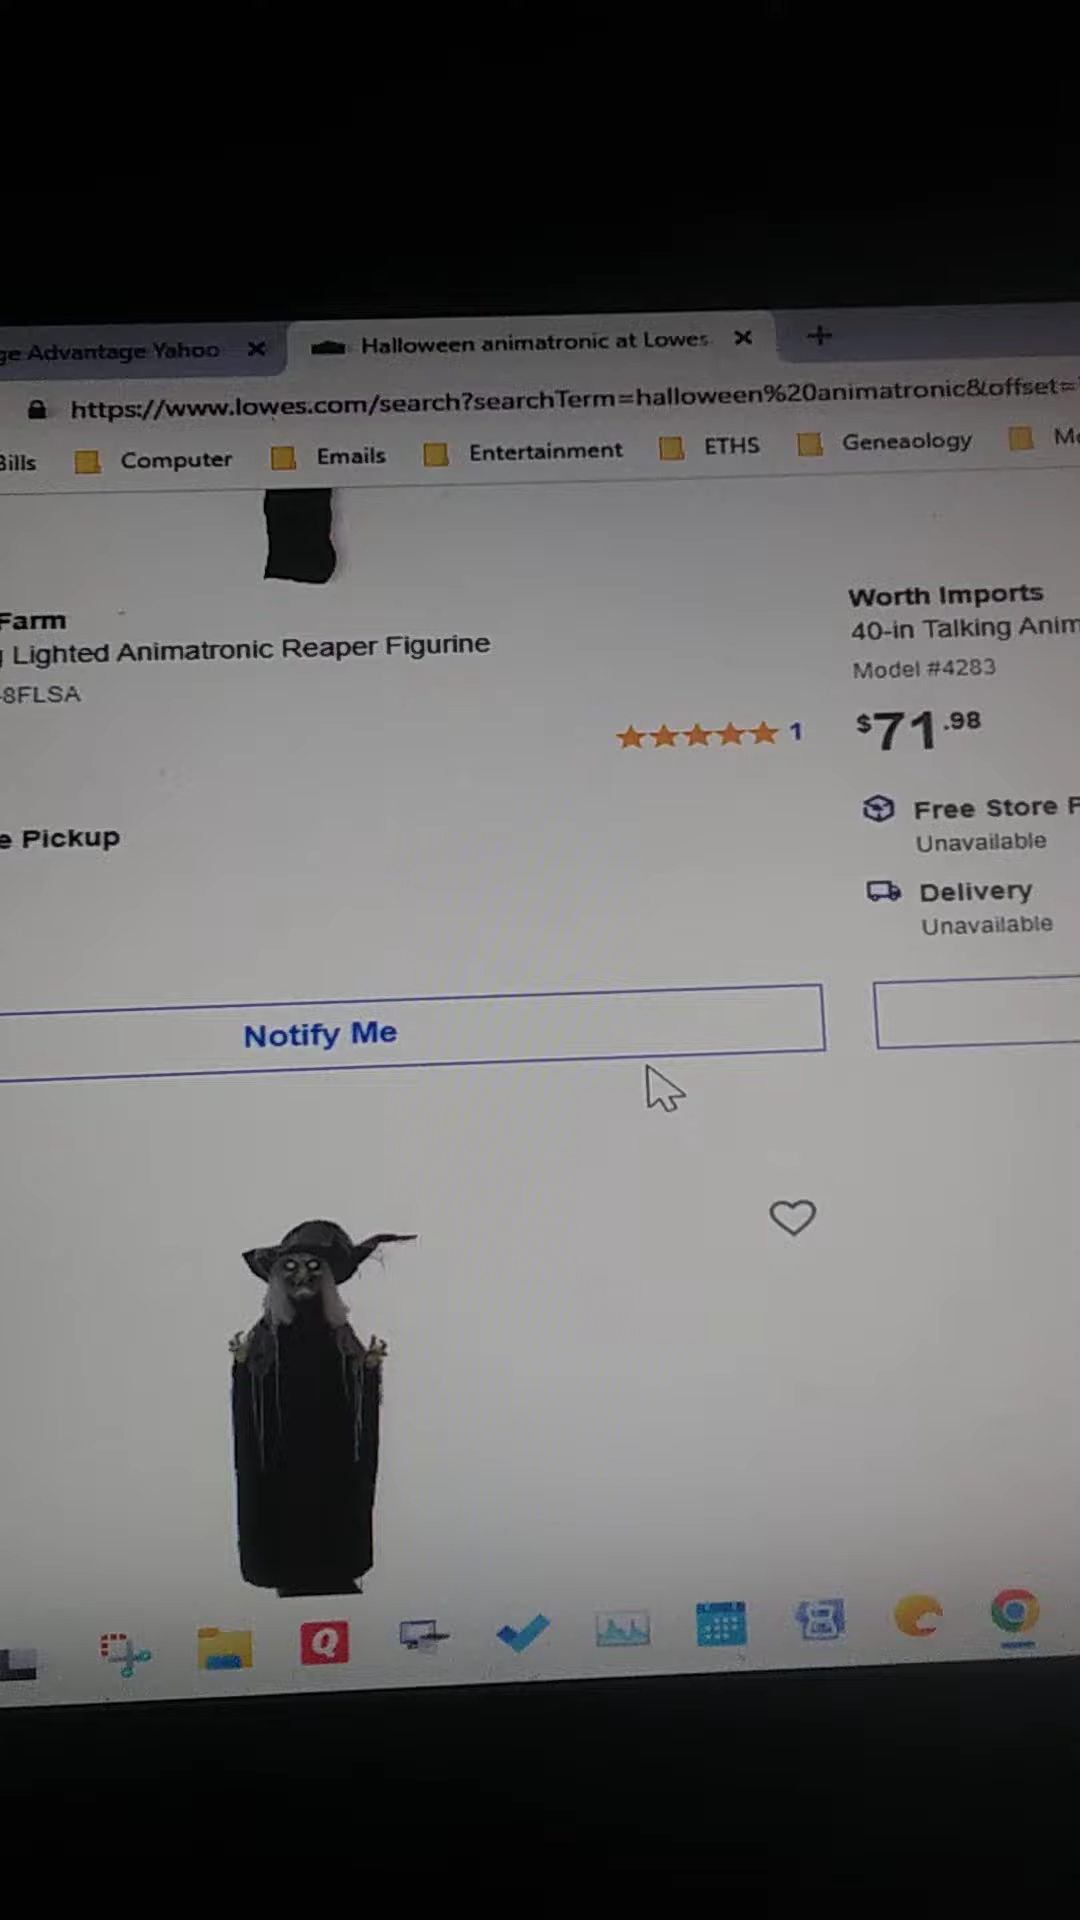 ge Advantage Yahoo
Halloween animatronic at Lowes
https://www.lowes.com/search?searchTerm=halloween%20animatronic&offset=
Bills
Computer
Emails
Entertainment
ETHS
Geneaology
Farm
Lighted Animatronic Reaper Figurine
-8FLSA
1
e Pickup
Notify Me
Worth Imports
40-in Talking Anim
Model #4283
$71.98
Free Store P
Unavailable
Delivery
Unavailable
Q